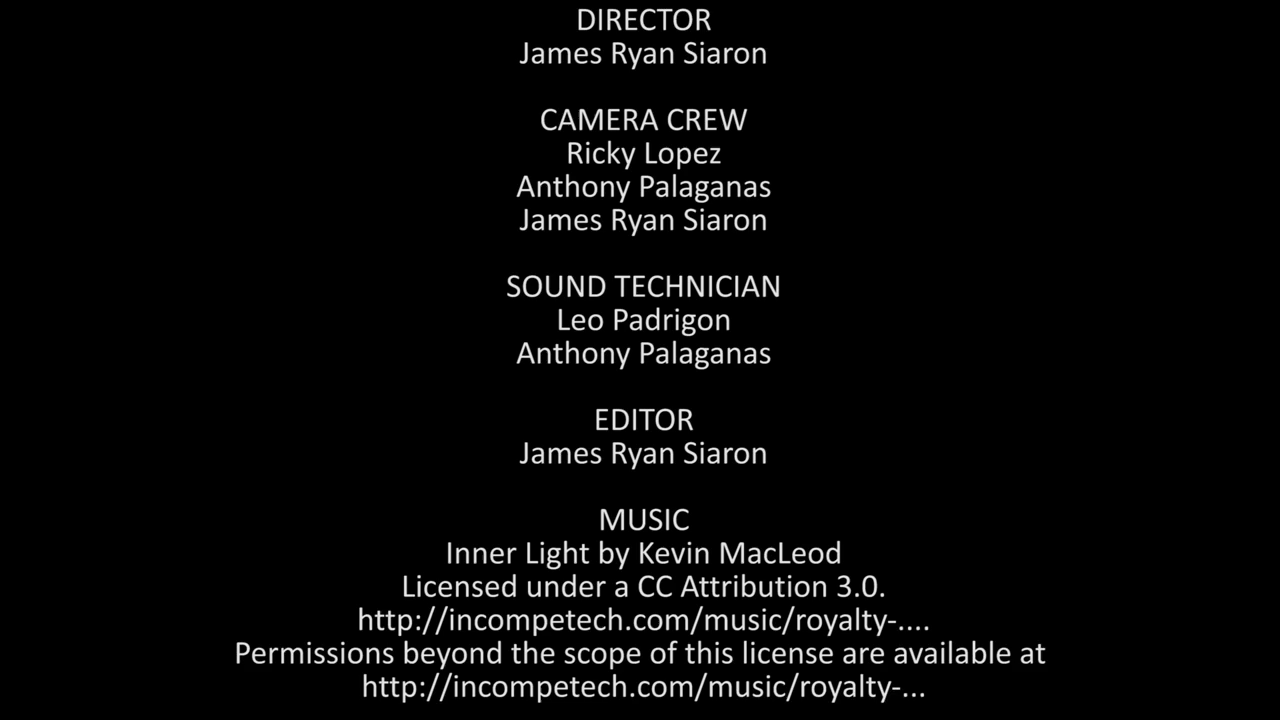 DIRECTOR
James Ryan Siaron
CAMERA CREW
Ricky Lopez
Anthony Palaganas
James Ryan Siaron
SOUND TECHNICIAN
Leo Padrigon
Anthony Palaganas
EDITOR
James Ryan Siaron
MUSIC
Inner Light by Kevin MacLeod
Licensed under a CC Attribution 3.0.
http://incompetech.com/music/royalty-....
Permissions beyond the scope of this license are available at
http://incompetech.com/music/royalty-...